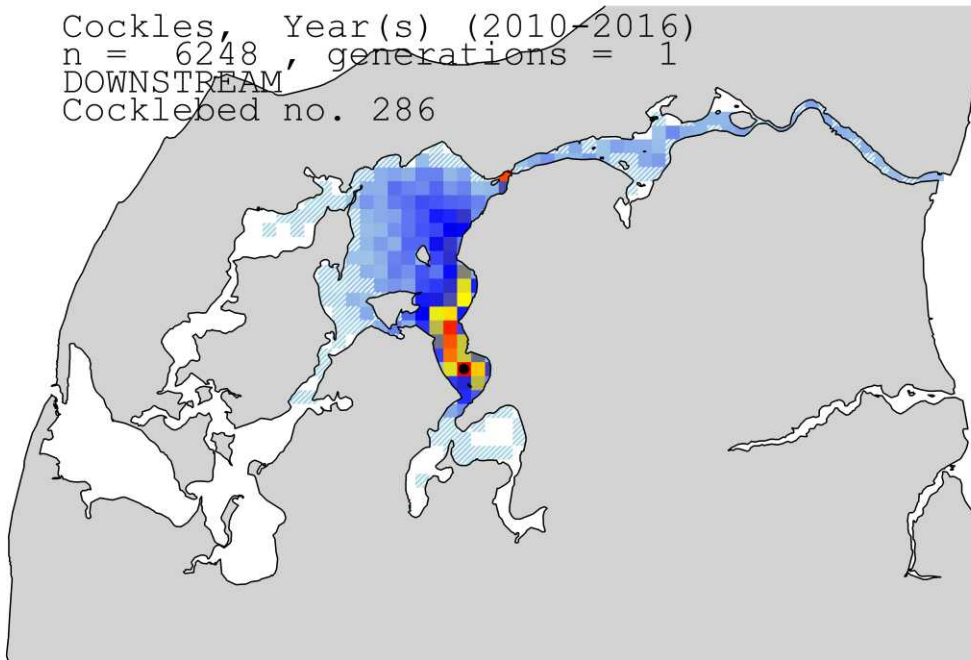 Cockles, Year(s) (2010-2016)
n = 6248 , generations = 1
DOWNSTREAM
Cocklebed no. 286